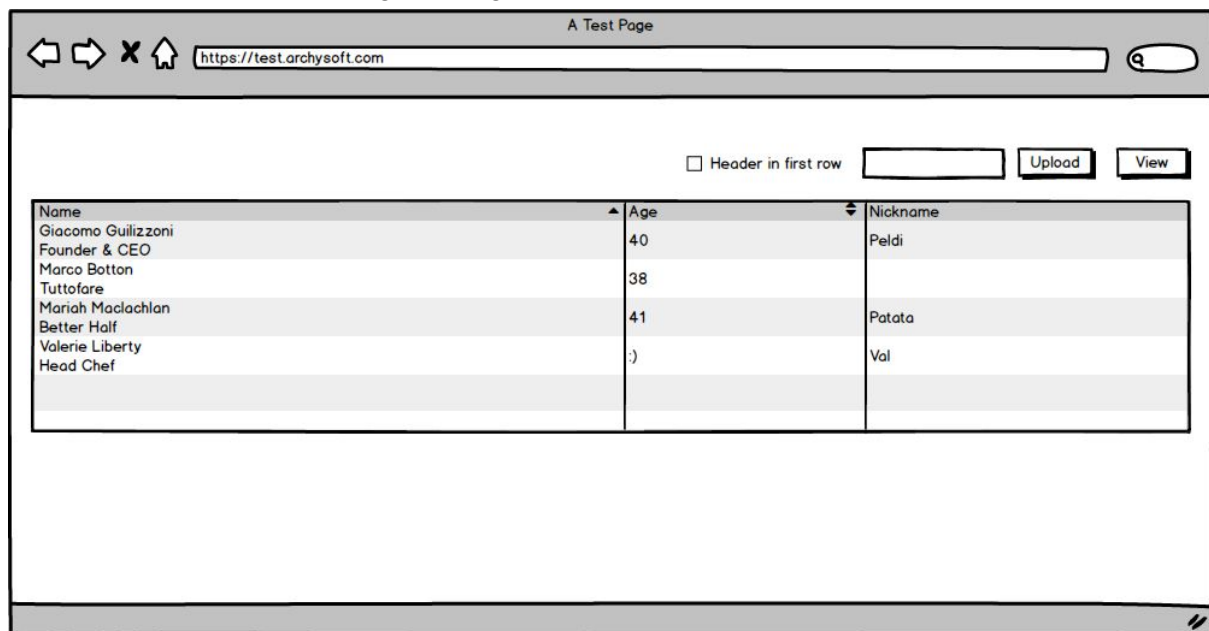 A Test Page
https://test.archysoft.com
Header in first row
Upload
View
Name Age Nickname
Giacomo Guilizzoni
Founder & CEO
40 Peldi
Marco Botton
Tuttofare
38
Mariah Maclachlan
Better Half
41 Patata
Valerie Liberty
Head Chef
:) Val